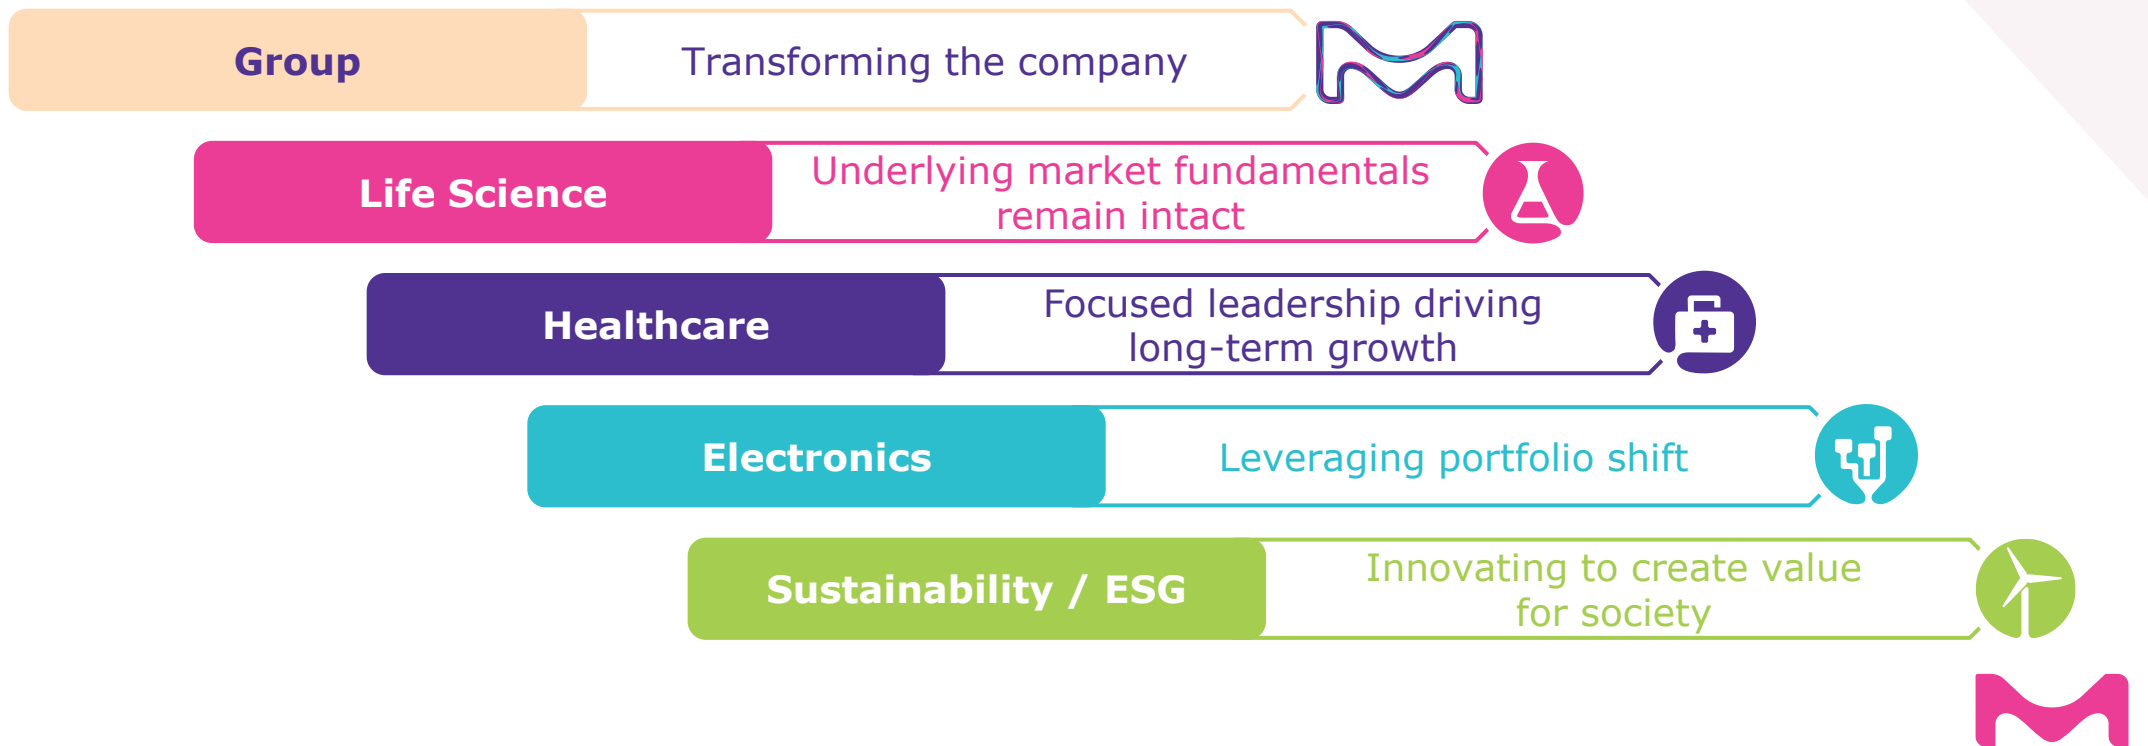 Group
Transforming the company
Life Science
Underlying market fundamentals
remain intact
Healthcare
Focused leadership driving
long-term growth
Electronics
Leveraging portfolio shift
Sustainability / ESG
Innovating to create value
for society